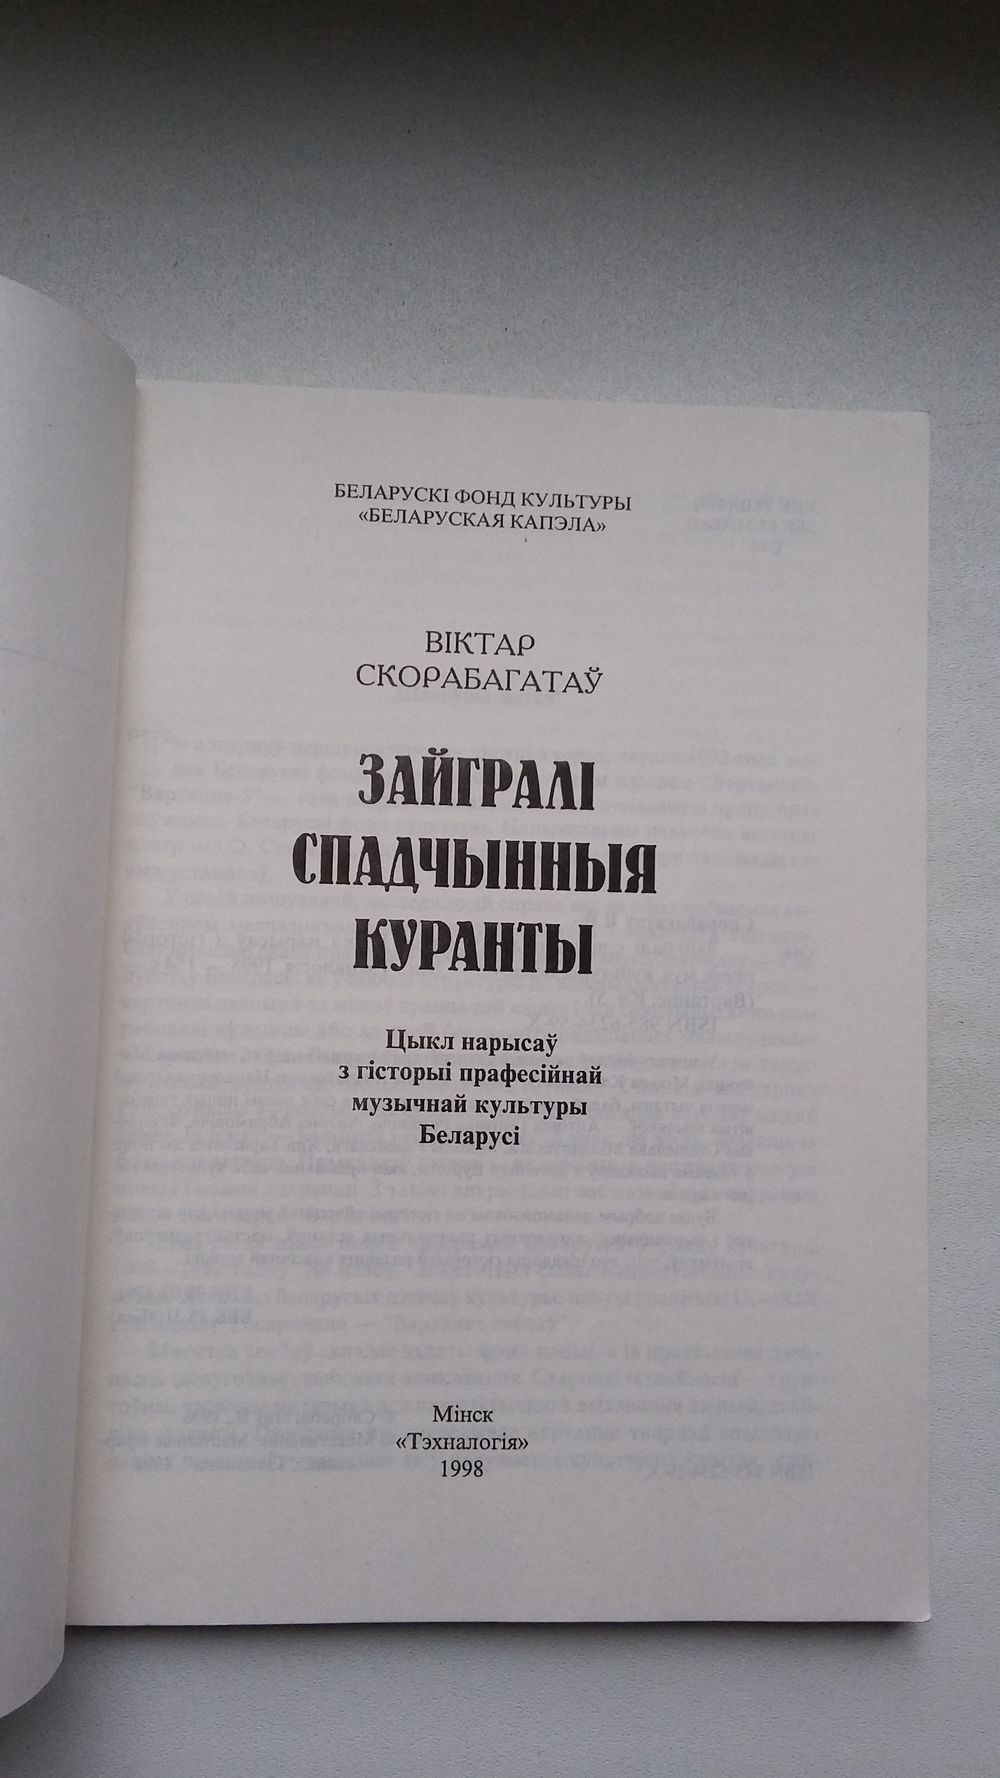 БЕЛАРУСКІ ФОНД КУЛЬТУРЫ
«БЕЛАРУСКАЯ КАПЭЛА»
ВІКТАР
СКОРАБАГАТАЎ
ЗАЙГРАЛІ
СПАДЧЫННЫЯ
КУРАНТЫ
Цыкл нарысаў
з гісторыі прафесійнай
музычнай культуры
Беларусі
Мінск
«Тэхналогія»
1998